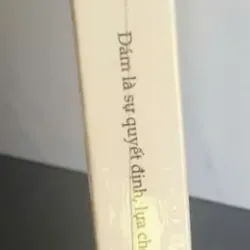 Dám là sự quyết định, lựa ch